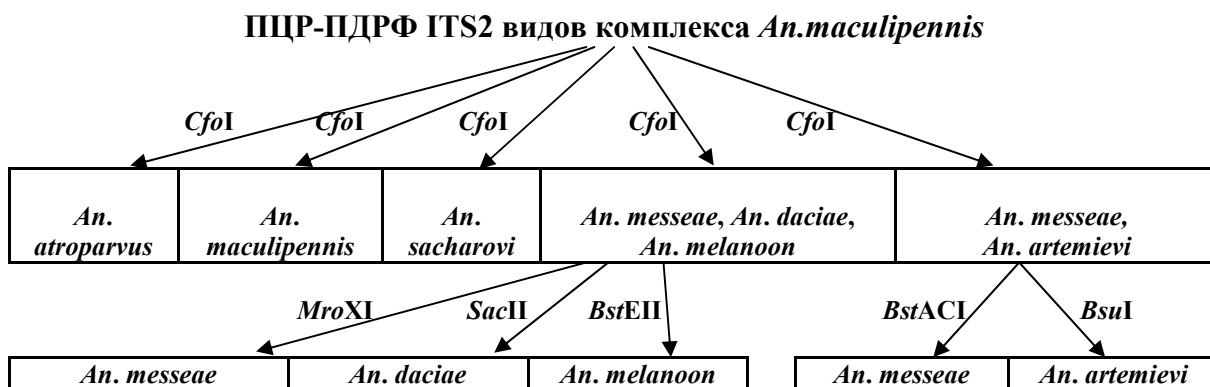 ПЦР-ПДРФ ITS2 видов комплекса An.maculipennis
CfoI CfoI CfoI CfoI CfoI
An. atroparvus
An. maculipennis
An. sacharovi
An. messeae, An. daciae,
An. melanoon
An. messeae,
An. artemievi
MroXI SacII BstEII BstACI BsuI
An. messeae An. daciae An. melanoon An. messeae An. artemievi